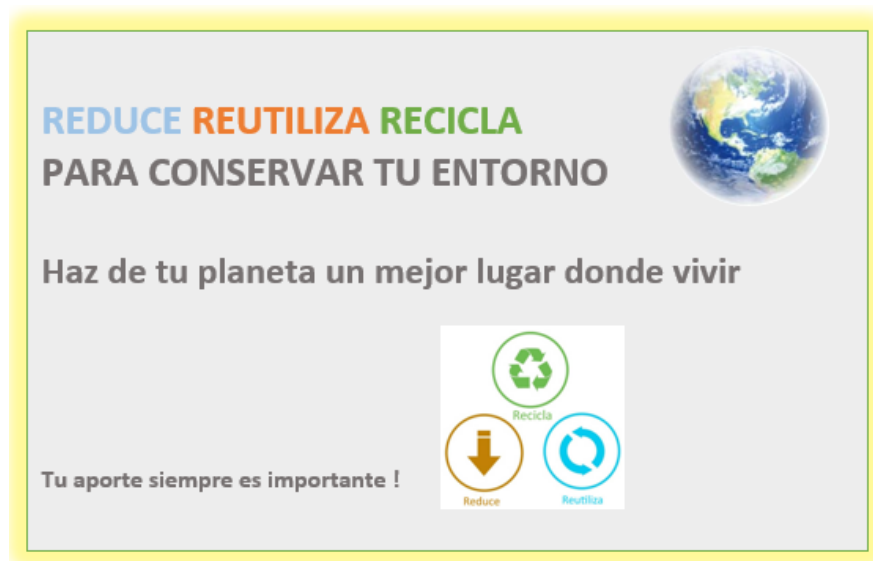 REDUCE REUTILIZA RECICLA
PARA CONSERVAR TU ENTORNO
Haz de tu planeta un mejor lugar donde vivir
Recicla
Tu aporte siempre es importante !
Reduce
Reutiliza